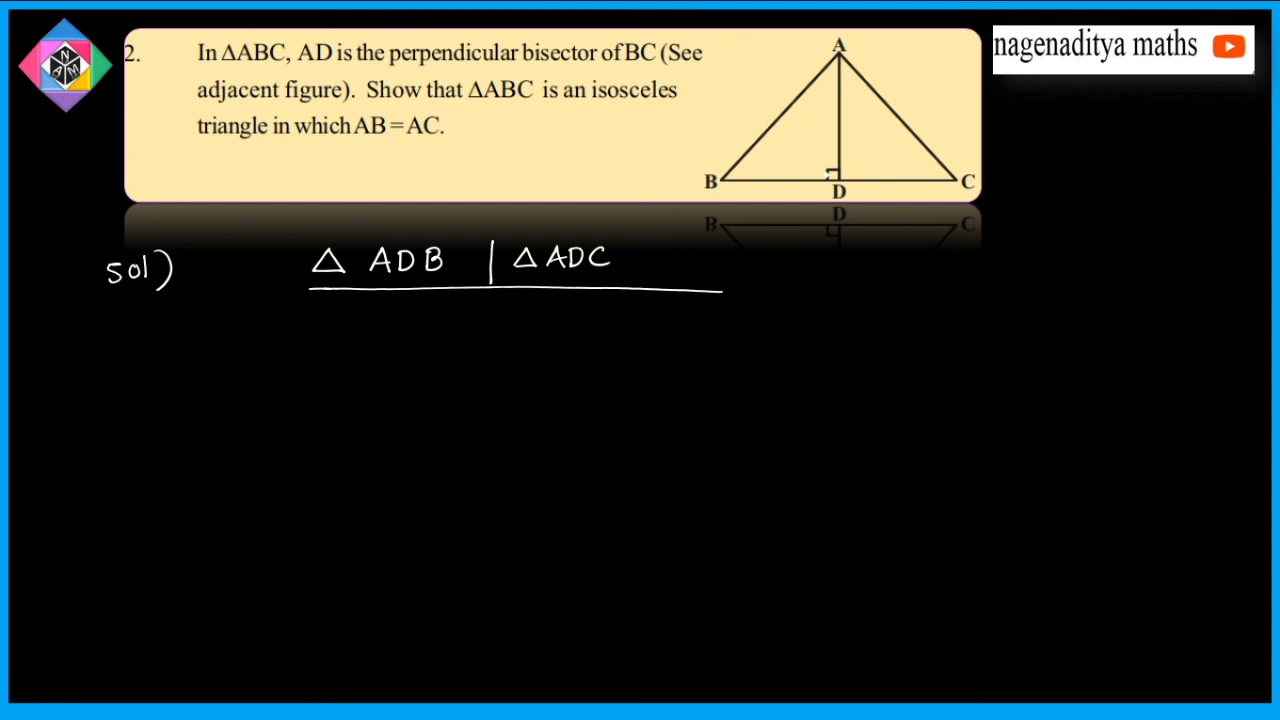 N
A M
2. In ΔABC, AD is the perpendicular bisector of BC (See
adjacent figure). Show that ΔABC is an isosceles
triangle in which AB = AC.
A
B
D
C
nagenaditya maths
B
D
C
sol) Δ ADB | Δ ADC